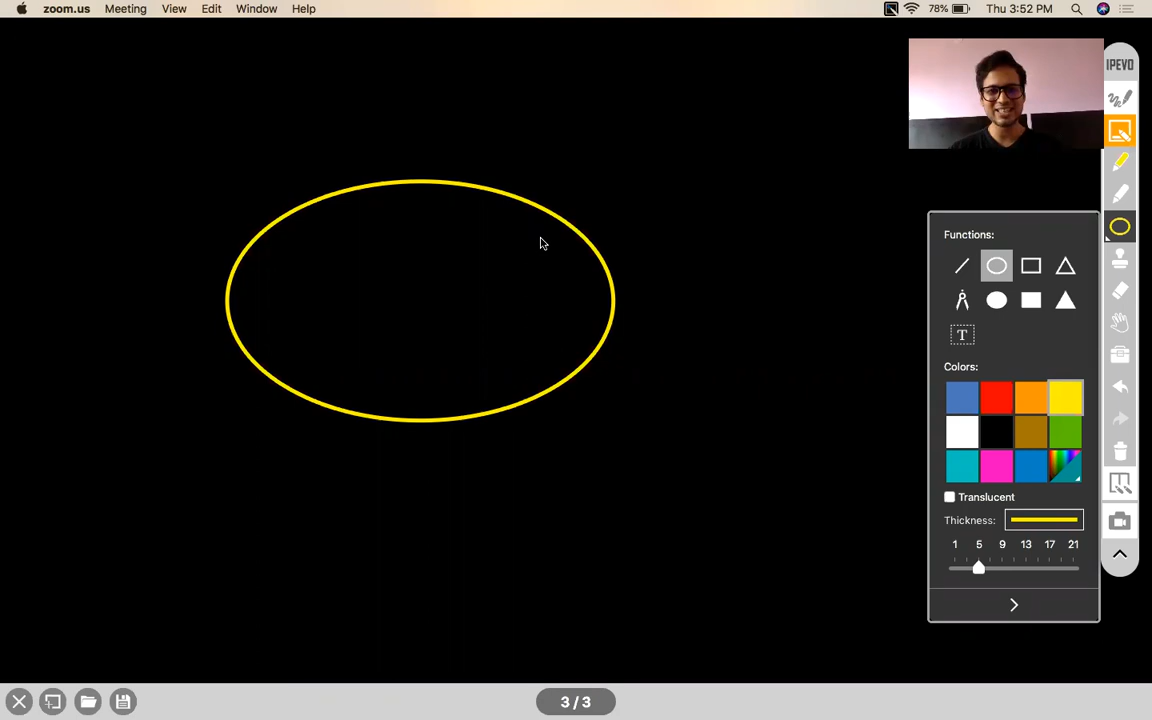 zoom.us Meeting View Edit Window Help 78% Thu 3:52 PM
IPEVO
Functions:
T
Colors:
Translucent
Thickness:
1 5 9 13 17 21
3 / 3